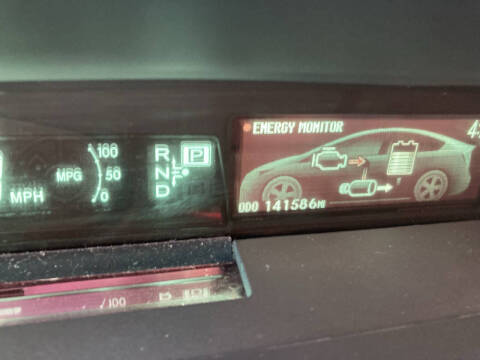 MPH
MPG
100
50
0
R
N
D
P
ENERGY MONITOR
ODO 141586MI
/100